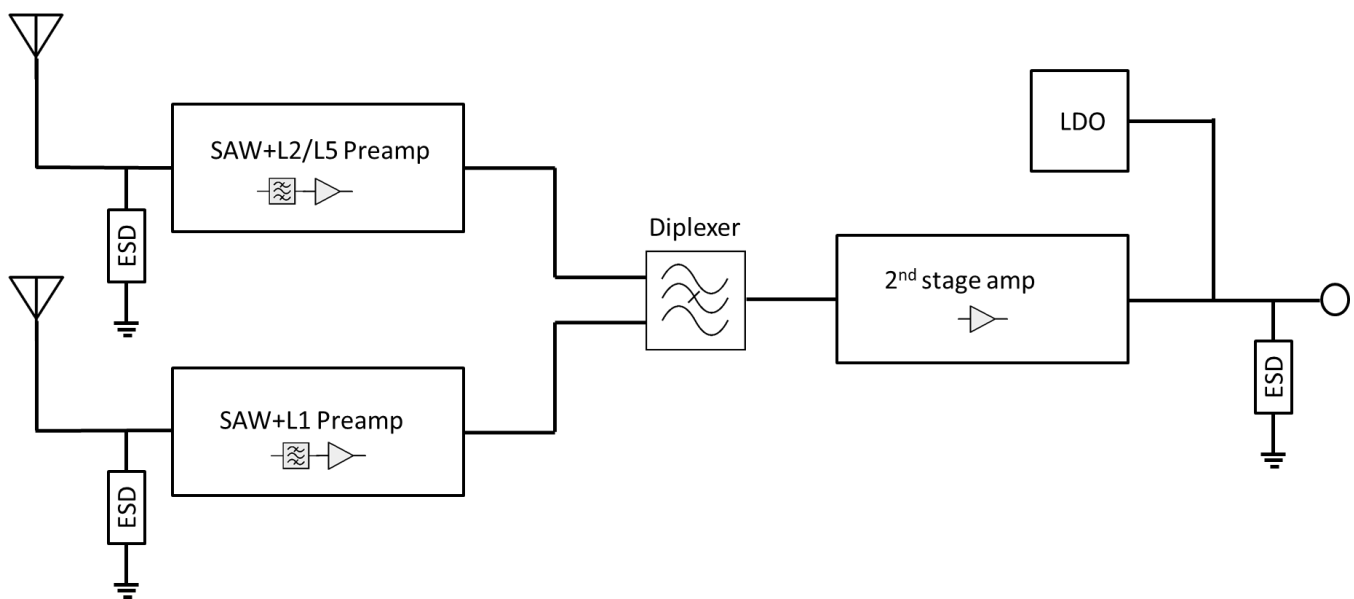 SAW+L2/L5 Preamp
LDO
ESD
Diplexer
2nd stage amp
SAW+L1 Preamp
ESD
ESD